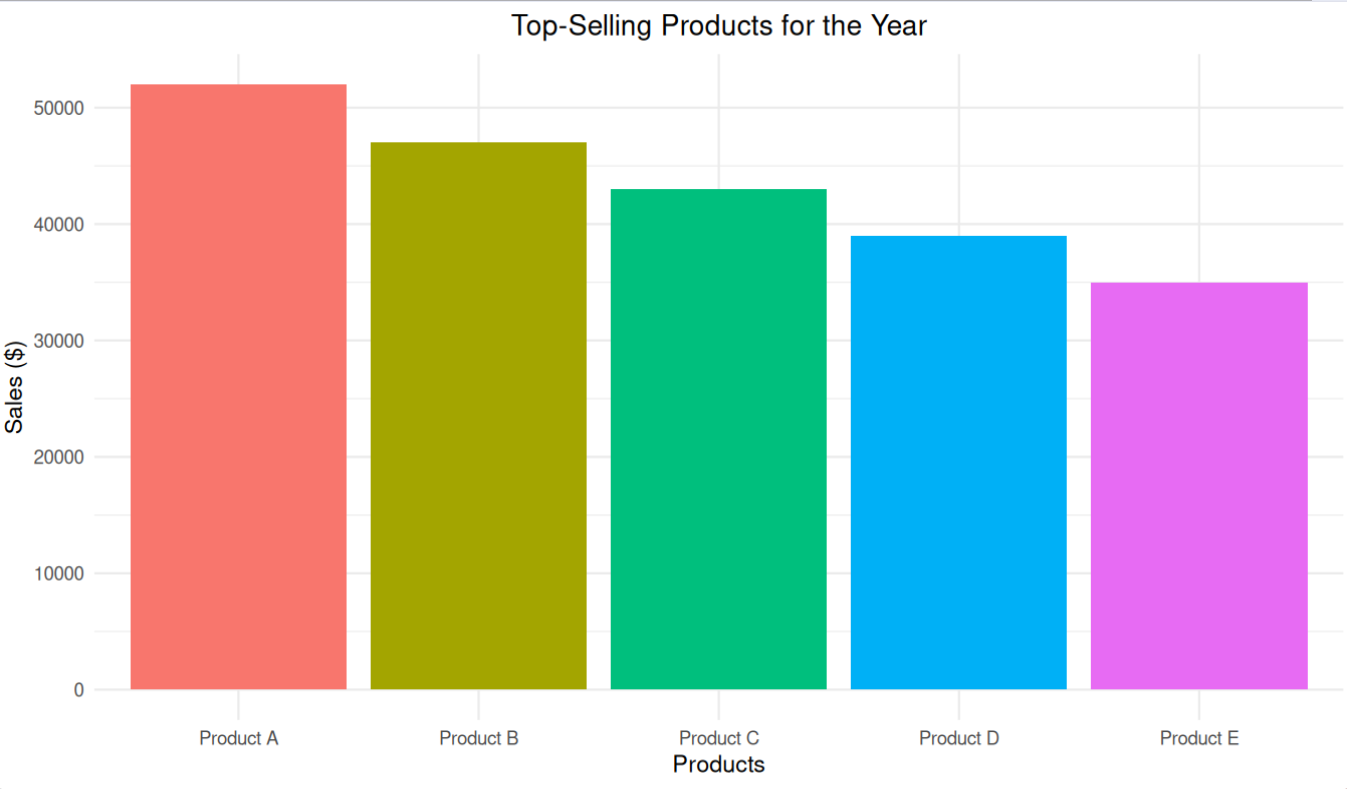 Top-Selling Products for the Year
Sales ($)
50000
40000
30000
20000
10000
0
Product A
Product B
Product C
Product D
Product E
Products